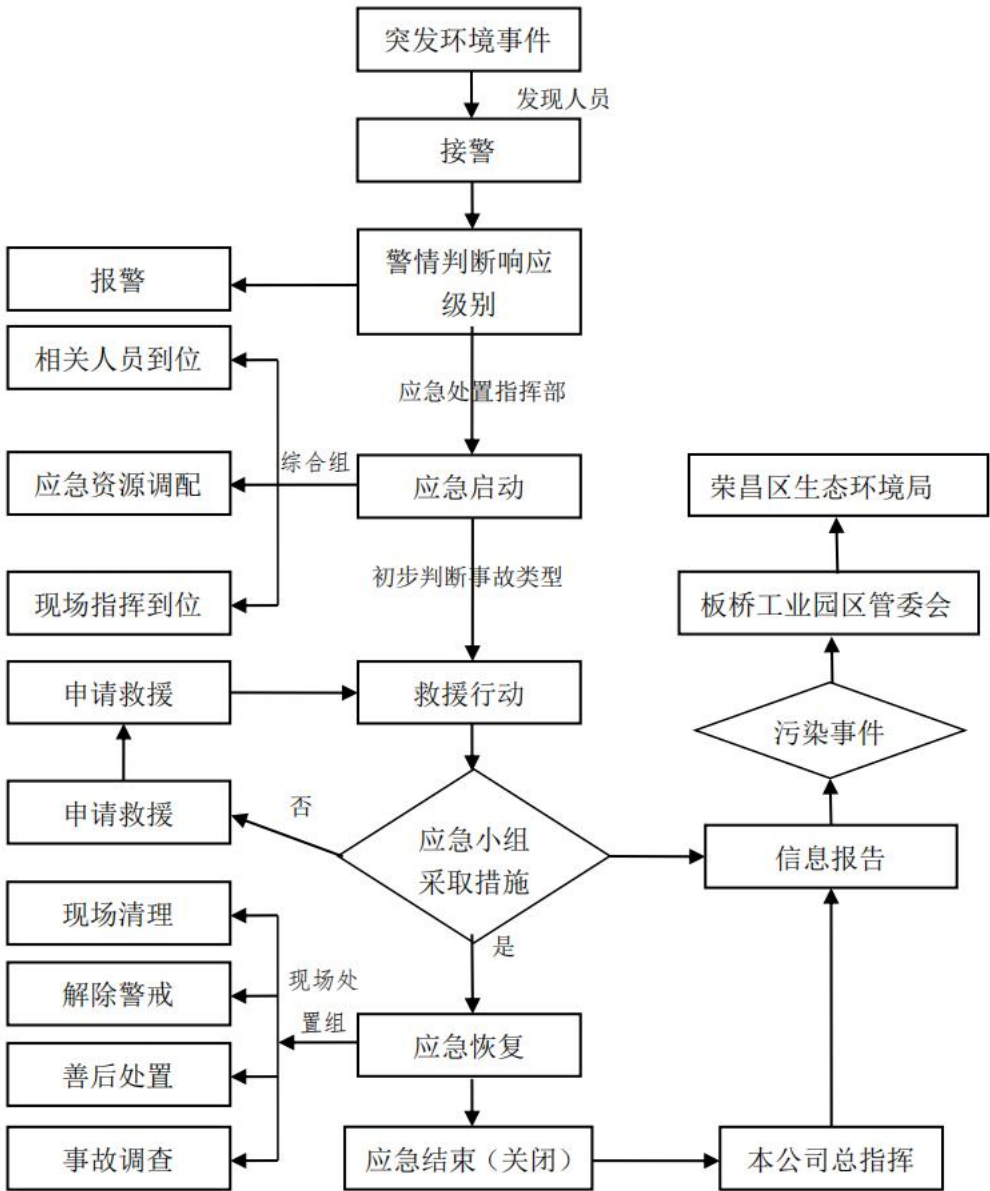 突发环境事件
发现人员
接警
警情判断响应
级别
报警
相关人员到位
应急处置指挥部
综合组
应急资源调配
应急启动
荣昌区生态环境局
初步判断事故类型
现场指挥到位
板桥工业园区管委会
申请救援
救援行动
污染事件
申请救援
否
应急小组
采取措施
信息报告
现场清理
是
解除警戒
现场处
置组
应急恢复
善后处置
事故调查
应急结束（关闭）
本公司总指挥